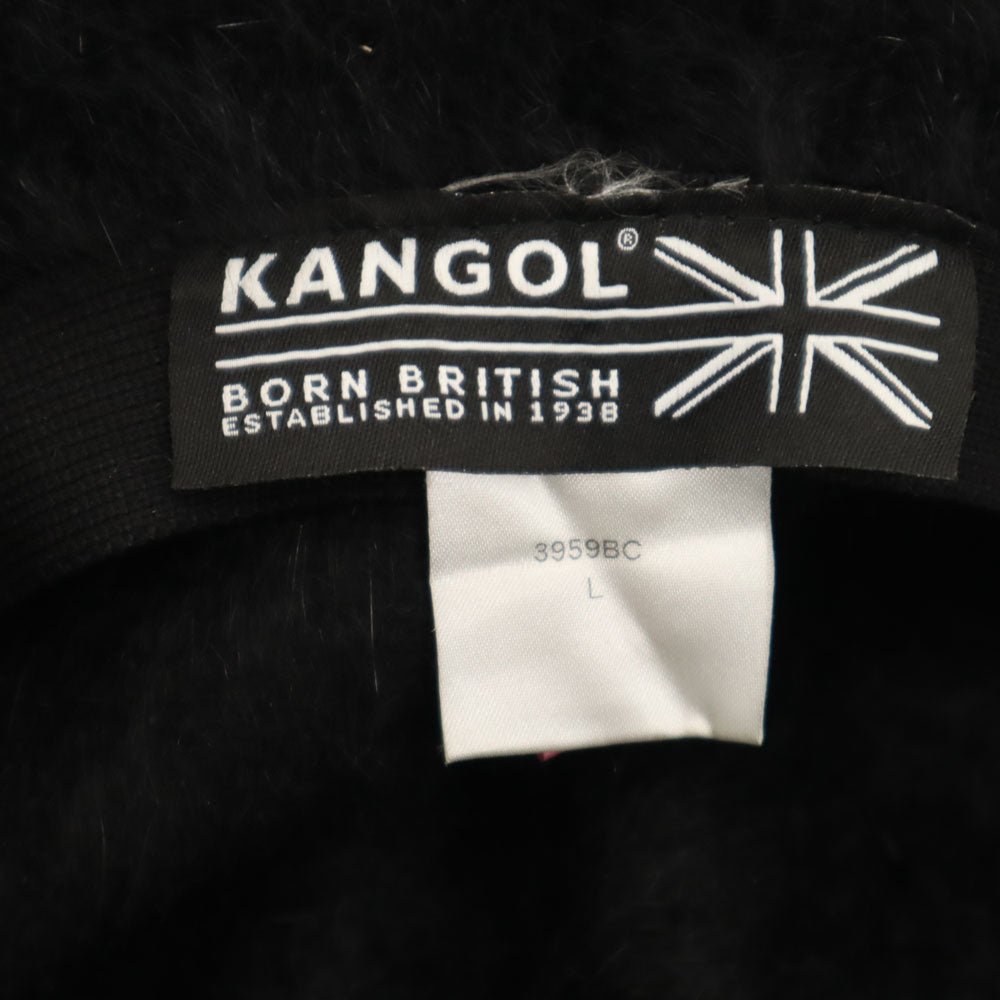 KANGOL®
BORN BRITISH
ESTABLISHED IN 1938
3959BC
L